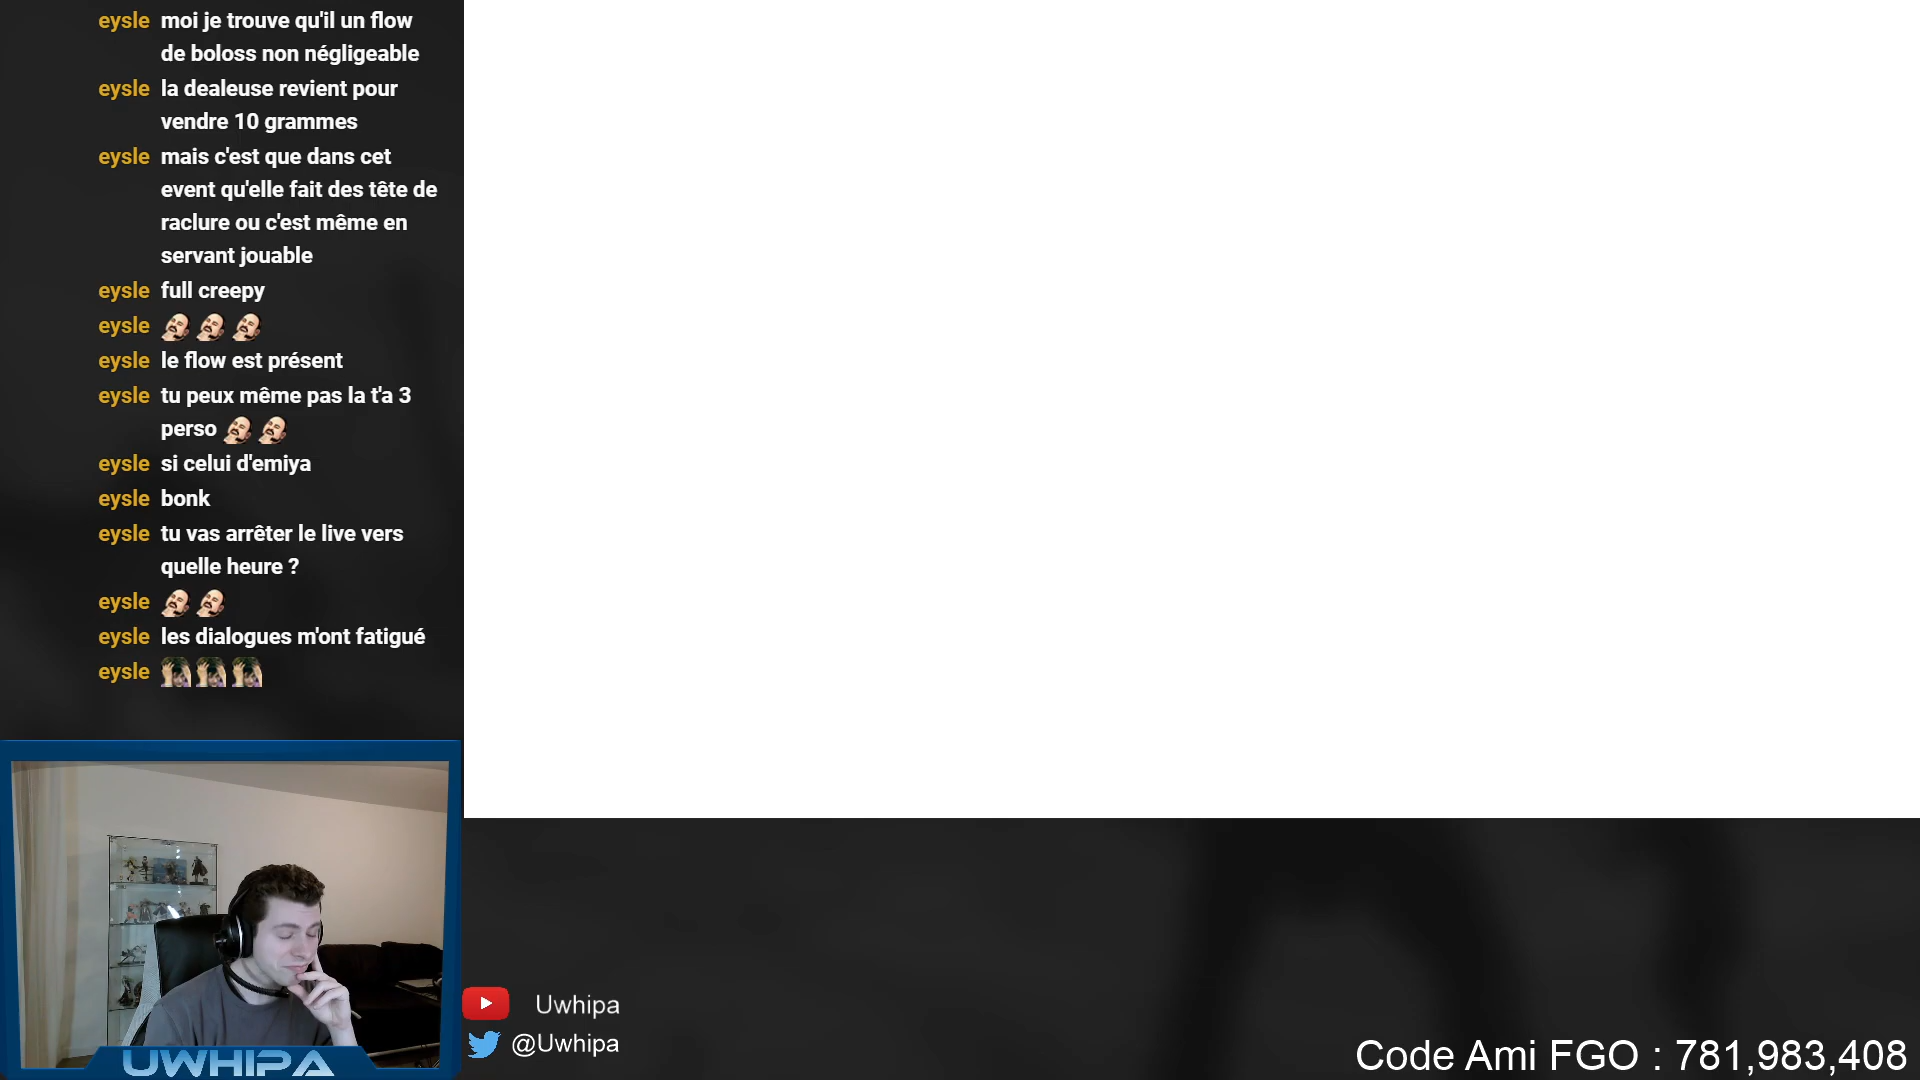 eysle moi je trouve qu'il un flow
de boloss non négligeable
eysle la dealeuse revient pour
vendre 10 grammes
eysle mais c'est que dans cet
event qu'elle fait des tête de
raclure ou c'est même en
servant jouable
eysle full creepy
eysle
eysle le flow est présent
eysle tu peux même pas la t'a 3
perso
eysle si celui d'emiya
eysle bonk
eysle tu vas arrêter le live vers
quelle heure ?
eysle
eysle les dialogues m'ont fatigué
eysle
UWHIPA
Uwhipa
@Uwhipa
Code Ami FGO : 781,983,408